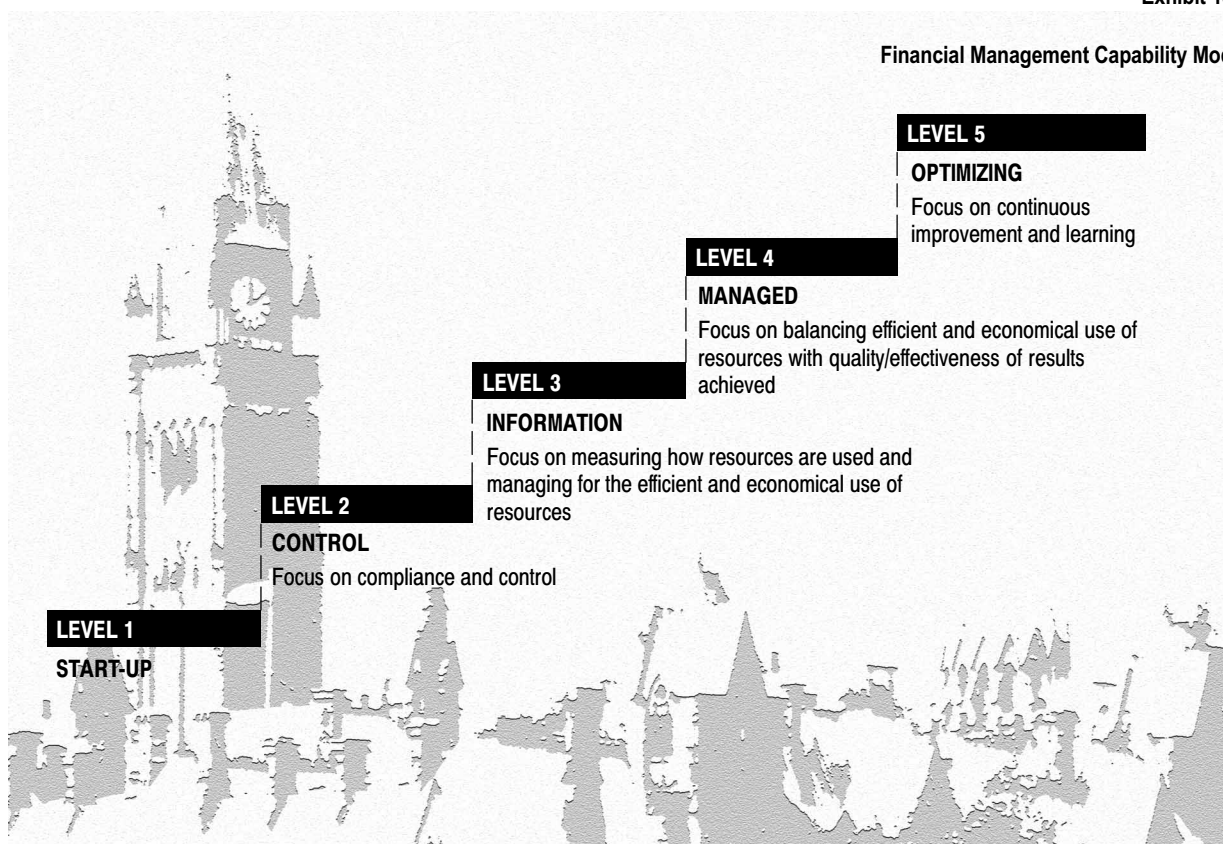 Financial Management Capability
LEVEL 5
OPTIMIZING
Focus on continuous
improvement and learning
LEVEL 4
MANAGED
Focus on balancing efficient and economical use of
resources with quality/effectiveness of results
achieved
LEVEL 3
INFORMATION
Focus on measuring how resources are used and
managing for the efficient and economical use of
resources
LEVEL 2
CONTROL
Focus on compliance and control
LEVEL 1
START-UP